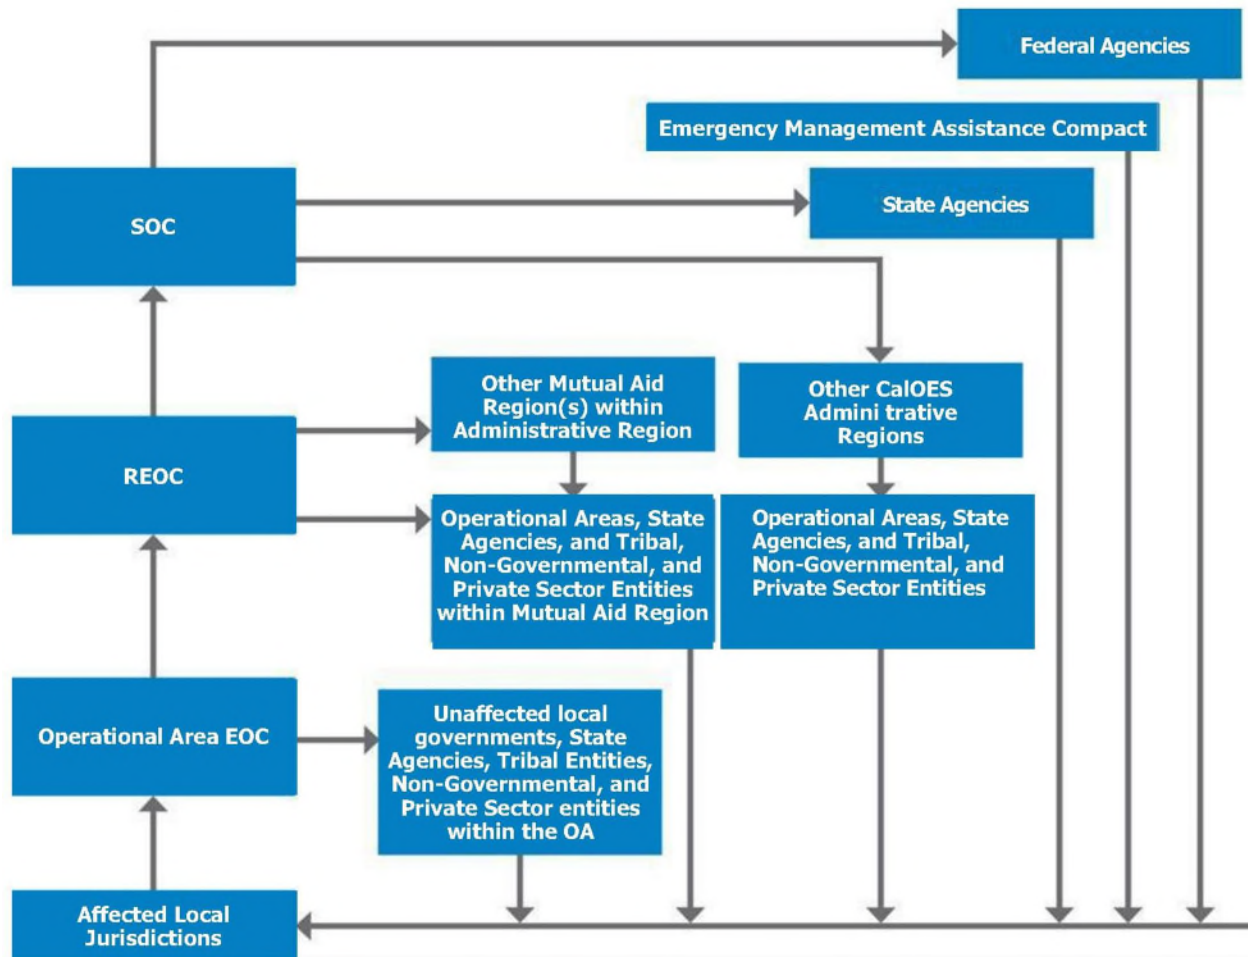 Federal Agencies
Emergency Management Assistance Compact
SOC
State Agencies
Other Mutual Aid
Region(s) within
Administrative Region
Other CalOES
Admini trative
Regions
REOC
Operational Areas, State
Agencies, and Tribal,
Non-Governmental, and
Private Sector Entities
within Mutual Aid Region
Operational Areas, State
Agencies, and Tribal,
Non-Governmental, and
Private Sector Entities
Operational Area EOC
Unaffected local
governments, State
Agencies, Tribal Entities,
Non-Governmental, and
Private Sector entities
within the OA
Affected Local
Jurisdictions